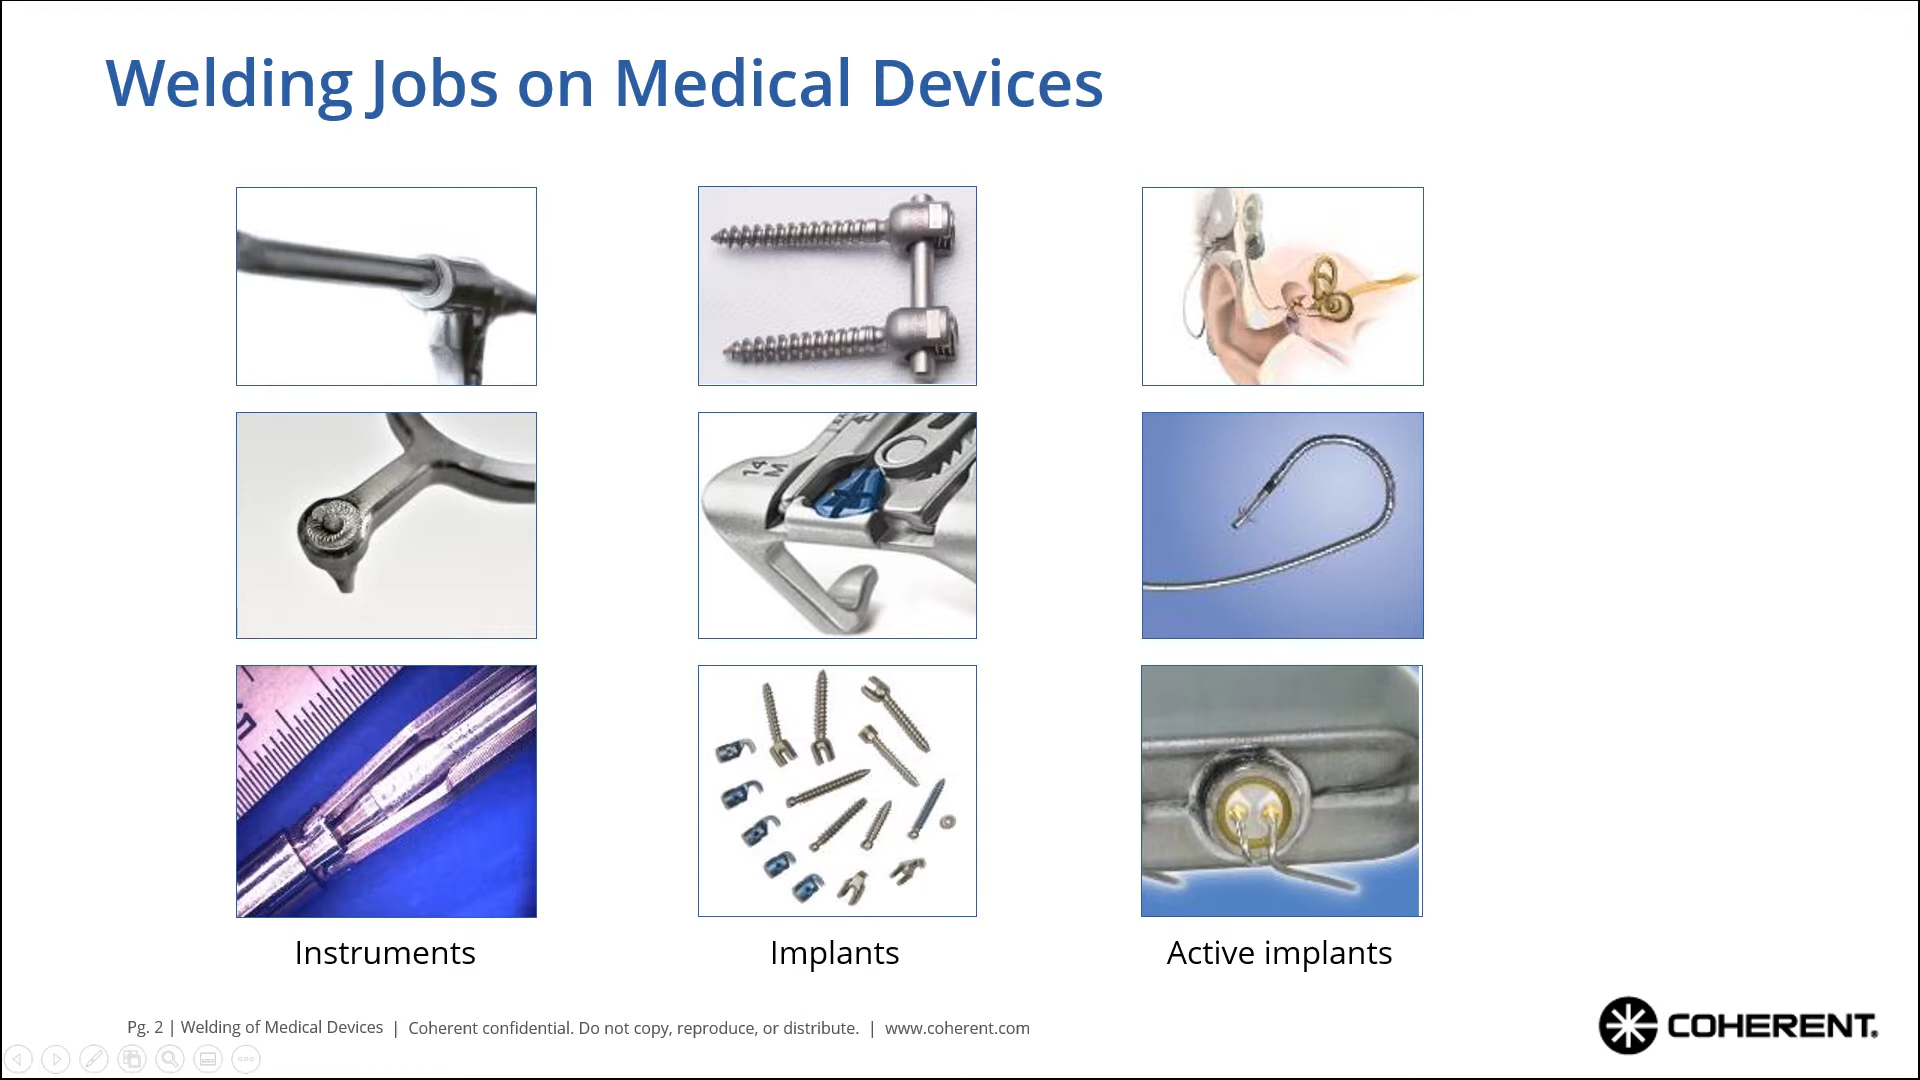 Welding Jobs on Medical Devices
14
M
Instruments
Implants
Active implants
Pg. 2 | Welding of Medical Devices | Coherent confidential. Do not copy, reproduce, or distribute. | www.coherent.com
COHERENT.